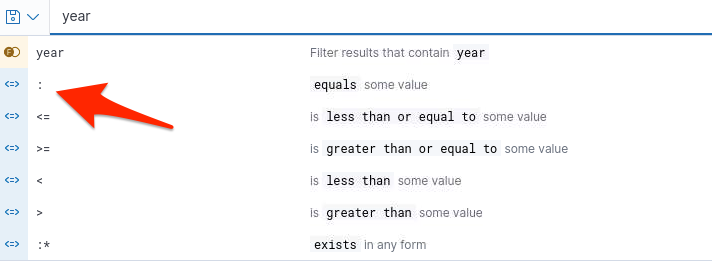 year
year Filter results that contain year
: equals some value
<= is less than or equal to some value
>= is greater than or equal to some value
< is less than some value
> is greater than some value
:* exists in any form